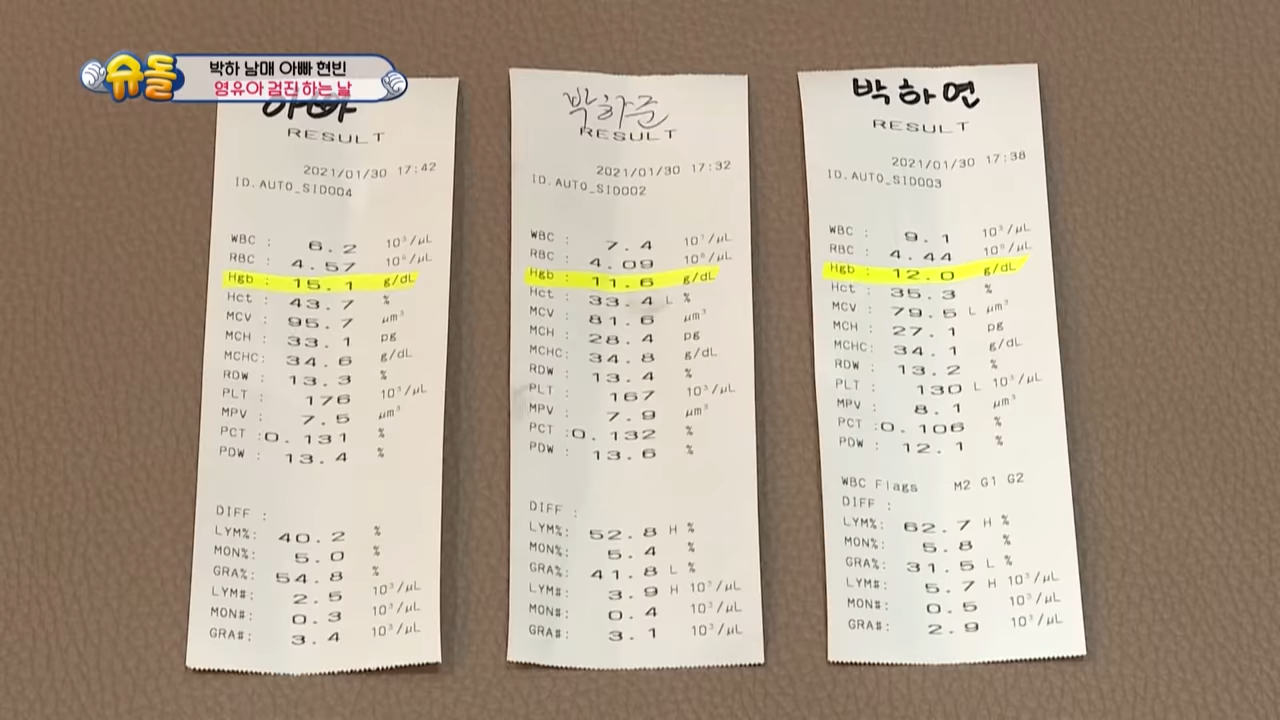 슈돌
박하 남매 아빠 현빈
영유아 검진 하는 날
RESULT
2021/01/30 17:42
ID.AUTO_SID004
WBC : 6.2 10³/µL
RBC : 4.57 10⁶/µL
Hgb : 15.1 g/dL
Hct : 43.7 %
MCV : 95.7 µm³
MCH : 33.1 pg
MCHC: 34.6 g/dL
RDW : 13.3 %
PLT : 176 10³/µL
MPV : 7.5 µm³
PCT :0.131 %
PDW : 13.4 %
DIFF :
LYM%: 40.2 %
MON%: 5.0 %
GRA%: 54.8 %
LYM#: 2.5 10³/µL
MON#: 0.3 10³/µL
GRA#: 3.4 10³/µL
박하준
RESULT
2021/01/30 17:32
ID.AUTO_SID002
WBC : 7.4 10³/µL
RBC : 4.09 10⁶/µL
Hgb : 11.6 g/dL
Hct : 33.4 L %
MCV : 81.6 µm³
MCH : 28.4 pg
MCHC: 34.8 g/dL
RDW : 13.4 %
PLT : 167 10³/µL
MPV : 7.9 µm³
PCT :0.132 %
PDW : 13.6 %
DIFF :
LYM%: 52.8 H %
MON%: 5.4 %
GRA%: 41.8 L %
LYM#: 3.9 H 10³/µL
MON#: 0.4 10³/µL
GRA#: 3.1 10³/µL
박하연
RESULT
2021/01/30 17:38
ID.AUTO_SID003
WBC : 9.1 10³/µL
RBC : 4.44 10⁶/µL
Hgb : 12.0 g/dL
Hct : 35.3 %
MCV : 79.5 L µm³
MCH : 27.1 pg
MCHC: 34.1 g/dL
RDW : 13.2 %
PLT : 130 L 10³/µL
MPV : 8.1 µm³
PCT :0.106 %
PDW : 12.1 %
WBC Flags M2 G1 G2
DIFF :
LYM%: 62.7 H %
MON%: 5.8 %
GRA%: 31.5 L %
LYM#: 5.7 H 10³/µL
MON#: 0.5 10³/µL
GRA#: 2.9 10³/µL